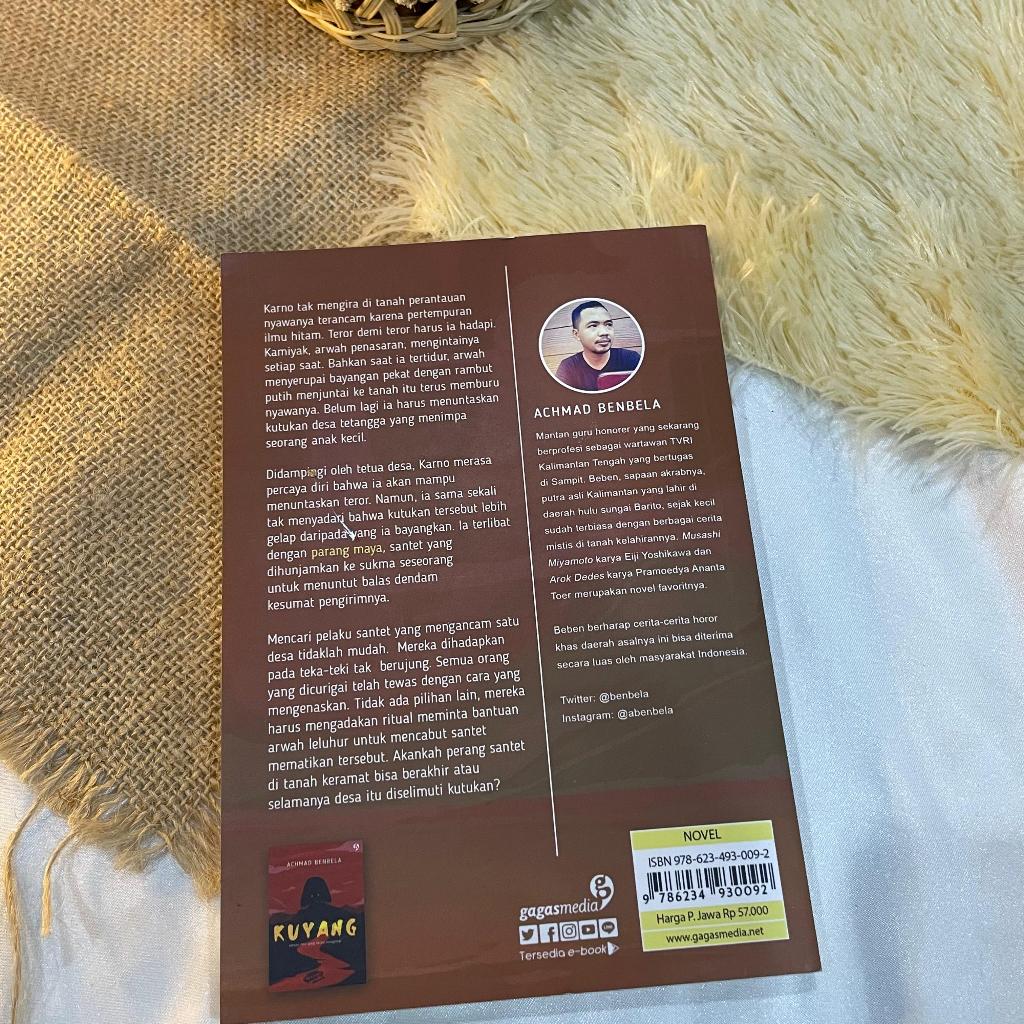 Karno tak mengira di tanah perantauan
nyawanya terancam karena pertempuran
ilmu hitam. Teror demi teror harus ia hadapi.
Kamiyak, arwah penasaran, mengintainya
setiap saat. Bahkan saat ia tertidur, arwah
menyerupai bayangan pekat dengan rambut
putih menjuntai ke tanah itu terus memburu
nyawanya. Belum lagi ia harus menuntaskan
kutukan desa tetangga yang menimpa
seorang anak kecil.
Didampingi oleh tetua desa, Karno merasa
percaya diri bahwa ia akan mampu
menuntaskan teror. Namun, ia sama sekali
tak menyadari bahwa kutukan tersebut lebih
gelap daripada yang ia bayangkan. Ia terlibat
dengan parang maya, santet yang
dihunjamkan ke sukma seseorang
untuk menuntut balas dendam
kesumat pengirimnya.
Mencari pelaku santet yang mengancam satu
desa tidaklah mudah. Mereka dihadapkan
pada teka-teki tak berujung. Semua orang
yang dicurigai telah tewas dengan cara yang
mengenaskan. Tidak ada pilihan lain, mereka
harus mengadakan ritual meminta bantuan
arwah leluhur untuk mencabut santet
mematikan tersebut. Akankah perang santet
di tanah keramat bisa berakhir atau
selamanya desa itu diselimuti kutukan?
ACHMAD BENBELA
KUYANG
ACHMAD BENBELA
Mantan guru honorer yang sekarang
berprofesi sebagai wartawan TVRI
Kalimantan Tengah yang bertugas
di Sampit. Beben, sapaan akrabnya,
putra asli Kalimantan yang lahir di
daerah hulu sungai Barito, sejak kecil
sudah terbiasa dengan berbagai cerita
mistis di tanah kelahirannya. Musashi
Miyamoto karya Eiji Yoshikawa dan
Arok Dedes karya Pramoedya Ananta
Toer merupakan novel favoritnya.
Beben berharap cerita-cerita horor
khas daerah asalnya ini bisa diterima
secara luas oleh masyarakat Indonesia.
Twitter: @benbela
Instagram: @abenbela
gagasmedia
Tersedia e-book
NOVEL
ISBN 978-623-493-009-2
9 786234 930092
Harga P. Jawa Rp 57.000
www.gagasmedia.net